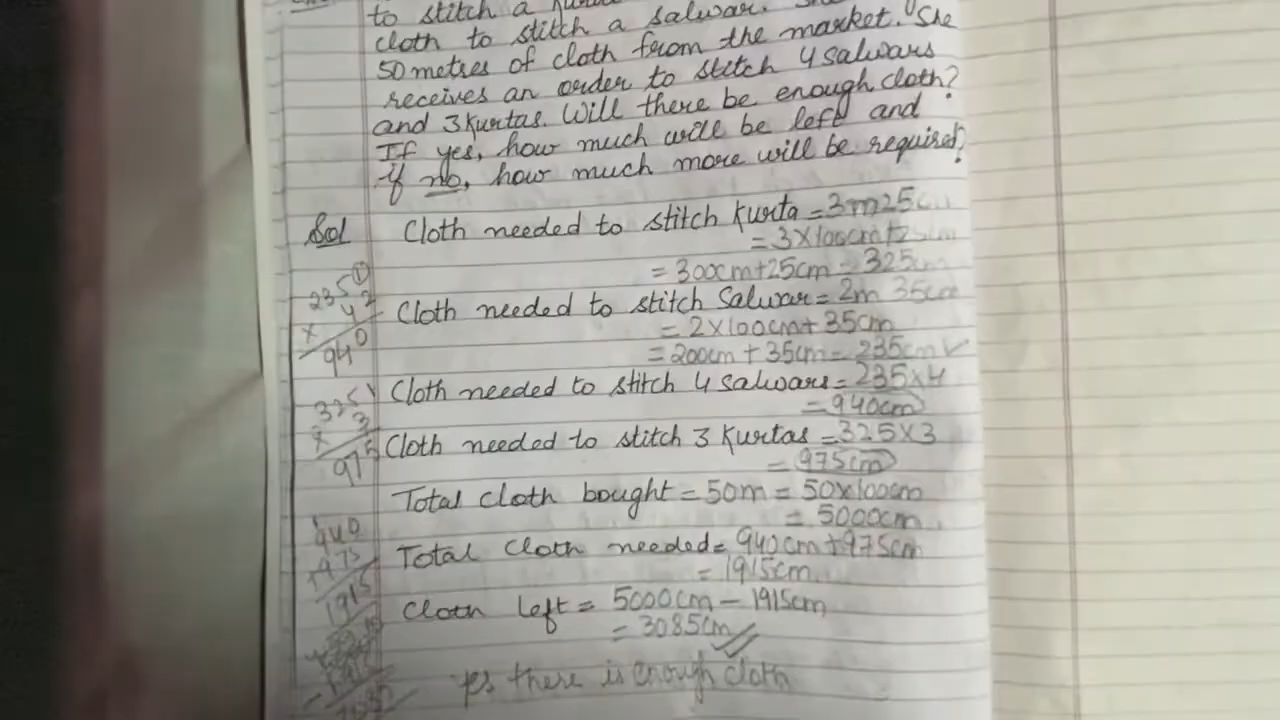 to stitch a
cloth to stitch a salwar.
50 metres of cloth from the market. She
receives an order to stitch 4 salwars
and 3 Kurtas. Will there be enough cloth?
If yes, how much will be left and
if no, how much more will be required?
Sol Cloth needed to stitch Kurta = 3m 25c
= 3×100cm+25cm
= 300cm+25cm = 325cm
Cloth needed to stitch Salwar = 2m 35cm
= 2×100cm+ 35cm
= 200cm + 35cm = 235cm ✓
Cloth needed to stitch 4 salwars = 235×4
= 940cm
Cloth needed to stitch 3 Kurtas = 325×3
= 975cm
Total cloth bought = 50m = 50×100cm
= 5000cm
Total cloth needed = 940cm+975cm
= 1915cm
Cloth left = 5000cm – 1915cm
= 3085cm
yes there is enough cloth
235
× 4
940
325
× 3
975
940
+975
1915